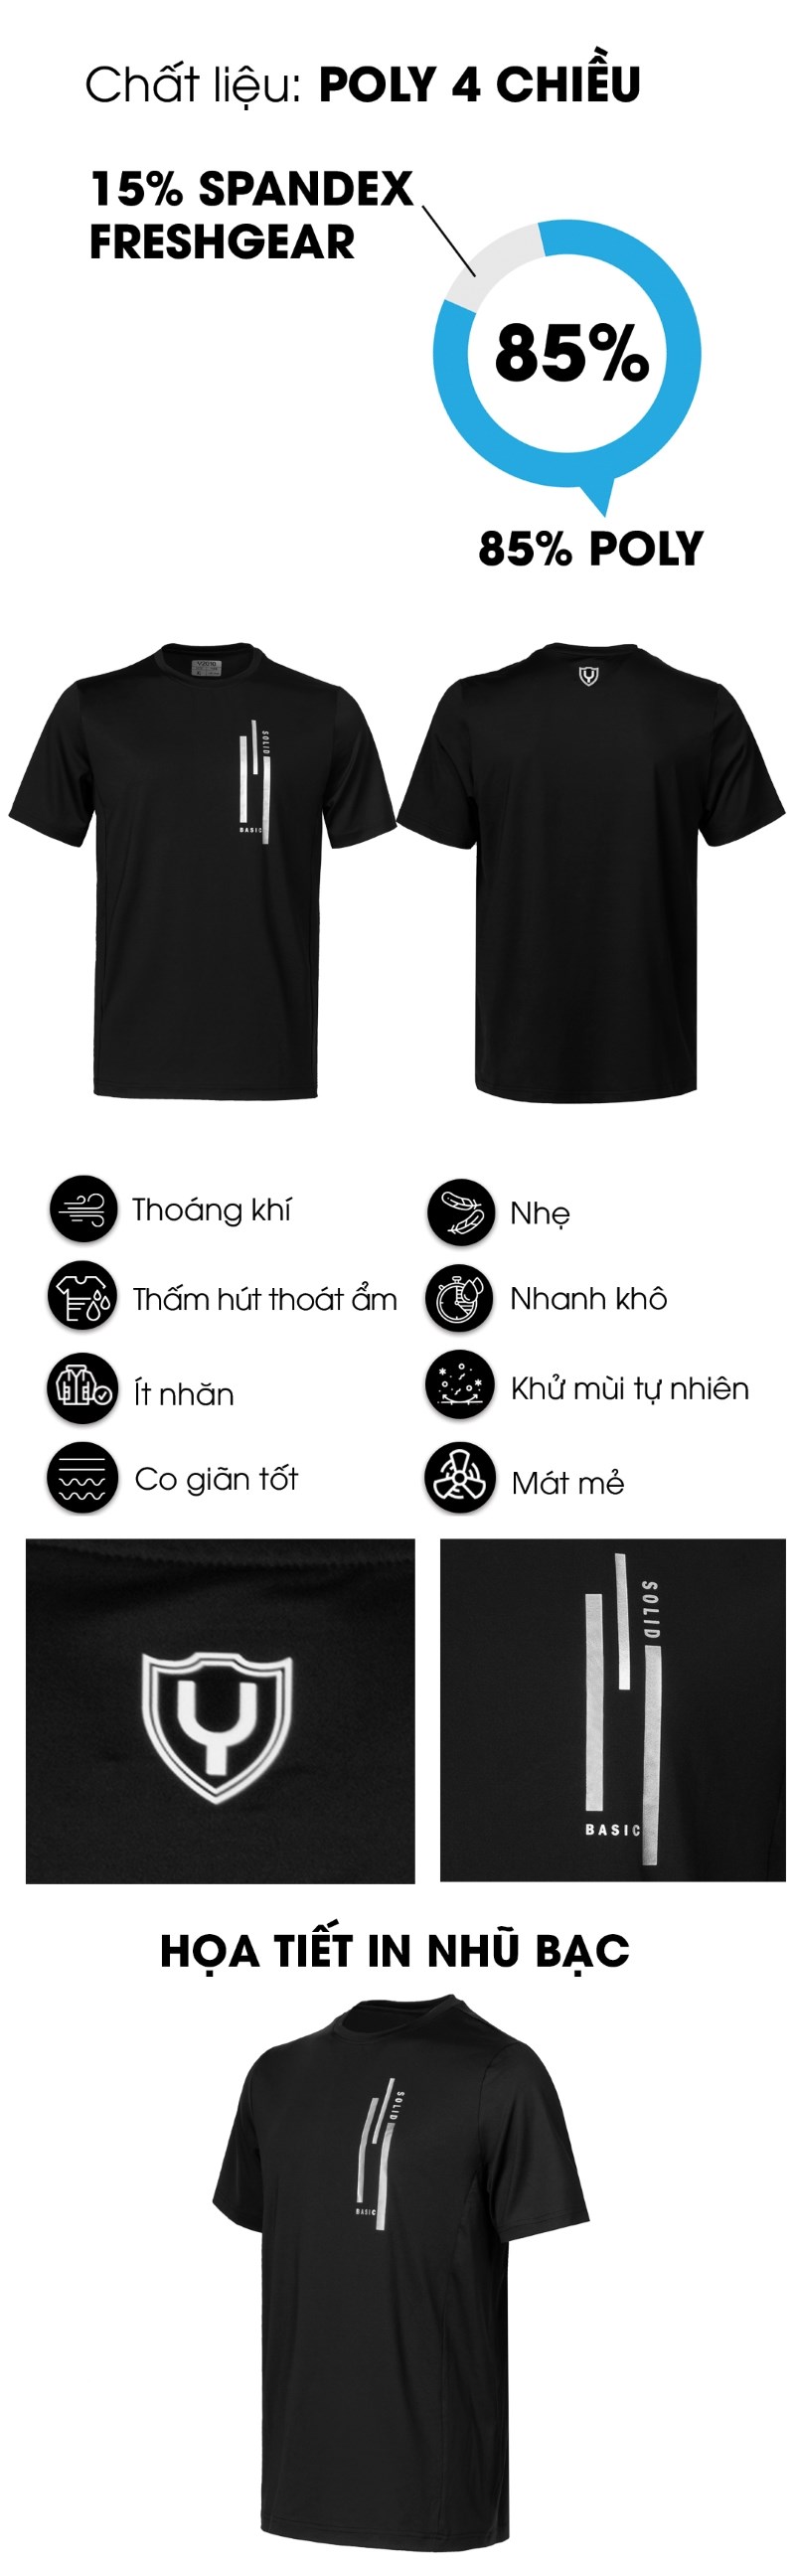 Chất liệu: POLY 4 CHIỀU
15% SPANDEX
FRESHGEAR
85%
85% POLY
SOLID
BASIC
Thoáng khí
Nhẹ
Thấm hút thoát ẩm
Nhanh khô
Ít nhăn
Khử mùi tự nhiên
Co giãn tốt
Mát mẻ
SOLID
BASIC
HỌA TIẾT IN NHŨ BẠC
SOLID
BASIC